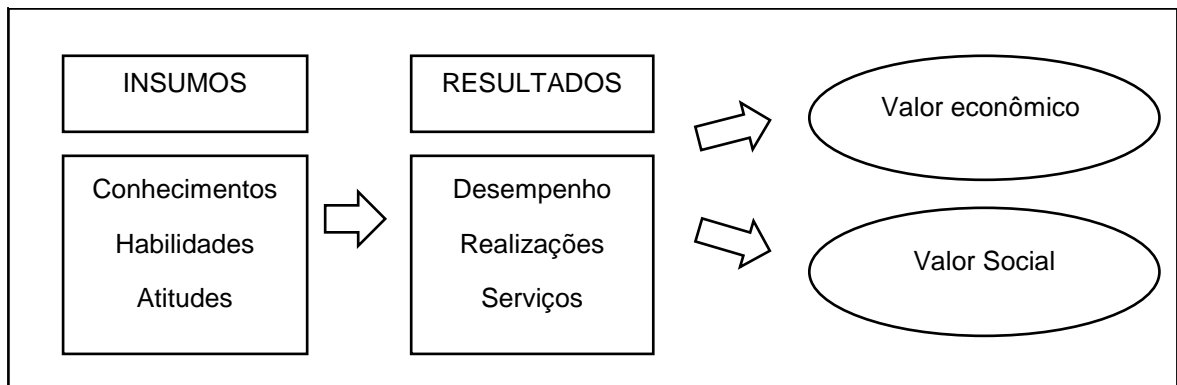 INSUMOS
Conhecimentos
Habilidades
Atitudes
RESULTADOS
Desempenho
Realizações
Serviços
Valor econômico
Valor Social